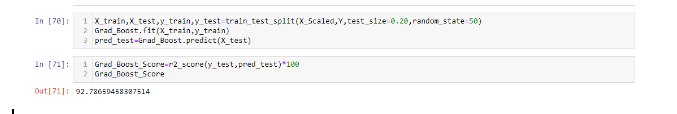 In [70]: 1 X_train,X_test,y_train,y_test=train_test_split(X_Scaled,Y,test_size=0.20,random_state=50)
2 Grad_Boost.fit(X_train,y_train)
3 pred_test=Grad_Boost.predict(X_test)
In [71]: 1 Grad_Boost_Score=r2_score(y_test,pred_test)*100
2 Grad_Boost_Score
Out[71]: 92.78659458307514